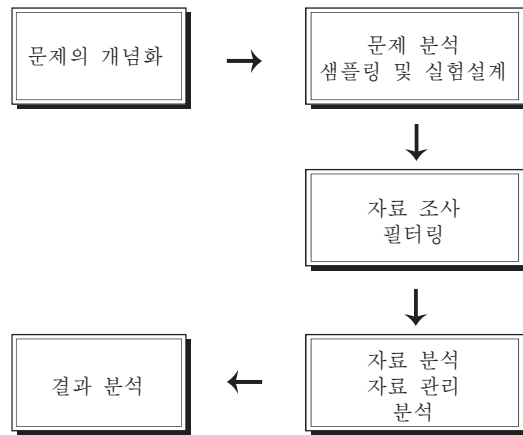 문제의 개념화
문제 분석
샘플링 및 실험설계
자료 조사
필터링
자료 분석
자료 관리
분석
결과 분석